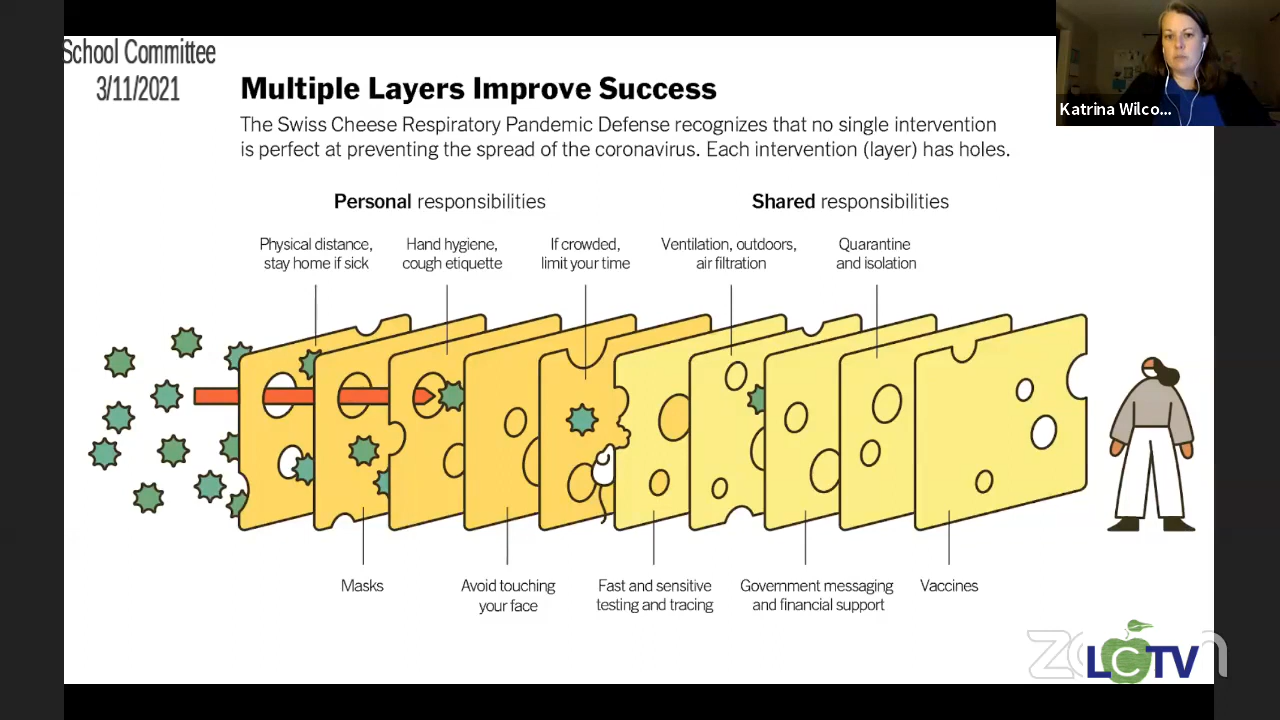 School Committee
3/11/2021
Katrina Wilco...
Multiple Layers Improve Success
The Swiss Cheese Respiratory Pandemic Defense recognizes that no single intervention
is perfect at preventing the spread of the coronavirus. Each intervention (layer) has holes.
Personal responsibilities
Shared responsibilities
Physical distance,
stay home if sick
Hand hygiene,
cough etiquette
If crowded,
limit your time
Ventilation, outdoors,
air filtration
Quarantine
and isolation
Masks
Avoid touching
your face
Fast and sensitive
testing and tracing
Government messaging
and financial support
Vaccines
LCTV